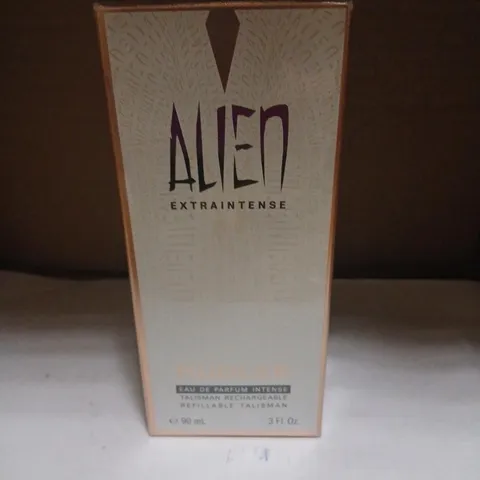 ALIEN
EXTRAINTENSE
EAU DE PARFUM INTENSE
TALISMAN RECHARGEABLE
REFILLABLE TALISMAN
℮ 90 mL 3 Fl. Oz.